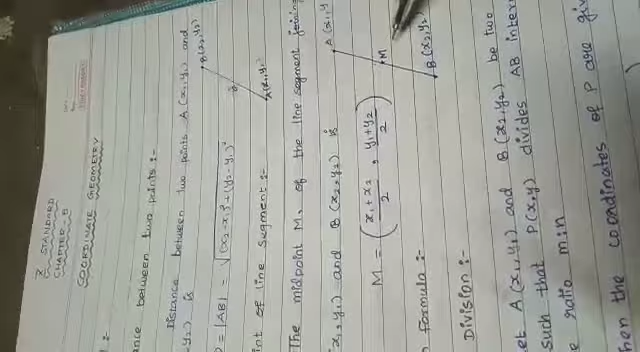 X STANDARD
CHAPTER - 8
COORDINATE GEOMETRY
ance between two points :-
Distance between two points A(x₁,y₁) and
-y₂) is
D = |AB| = √(x₂-x₁)²+(y₂-y₁)²
B(x₂,y₂)
A(x₁,y₁)
int of line segment :-
The midpoint M, of the line segment joining
x₁,y₁) and B(x₂,y₂) is
A(x₁,y
M
B(x₂,y₂
M = (x₁+x₂/2 , y₁+y₂/2)
n Formula :-
Division :-
et A(x₁,y₁) and B(x₂,y₂) be two
such that P(x,y) divides AB intern
e ratio m:n
hen the coordinates of P are giv